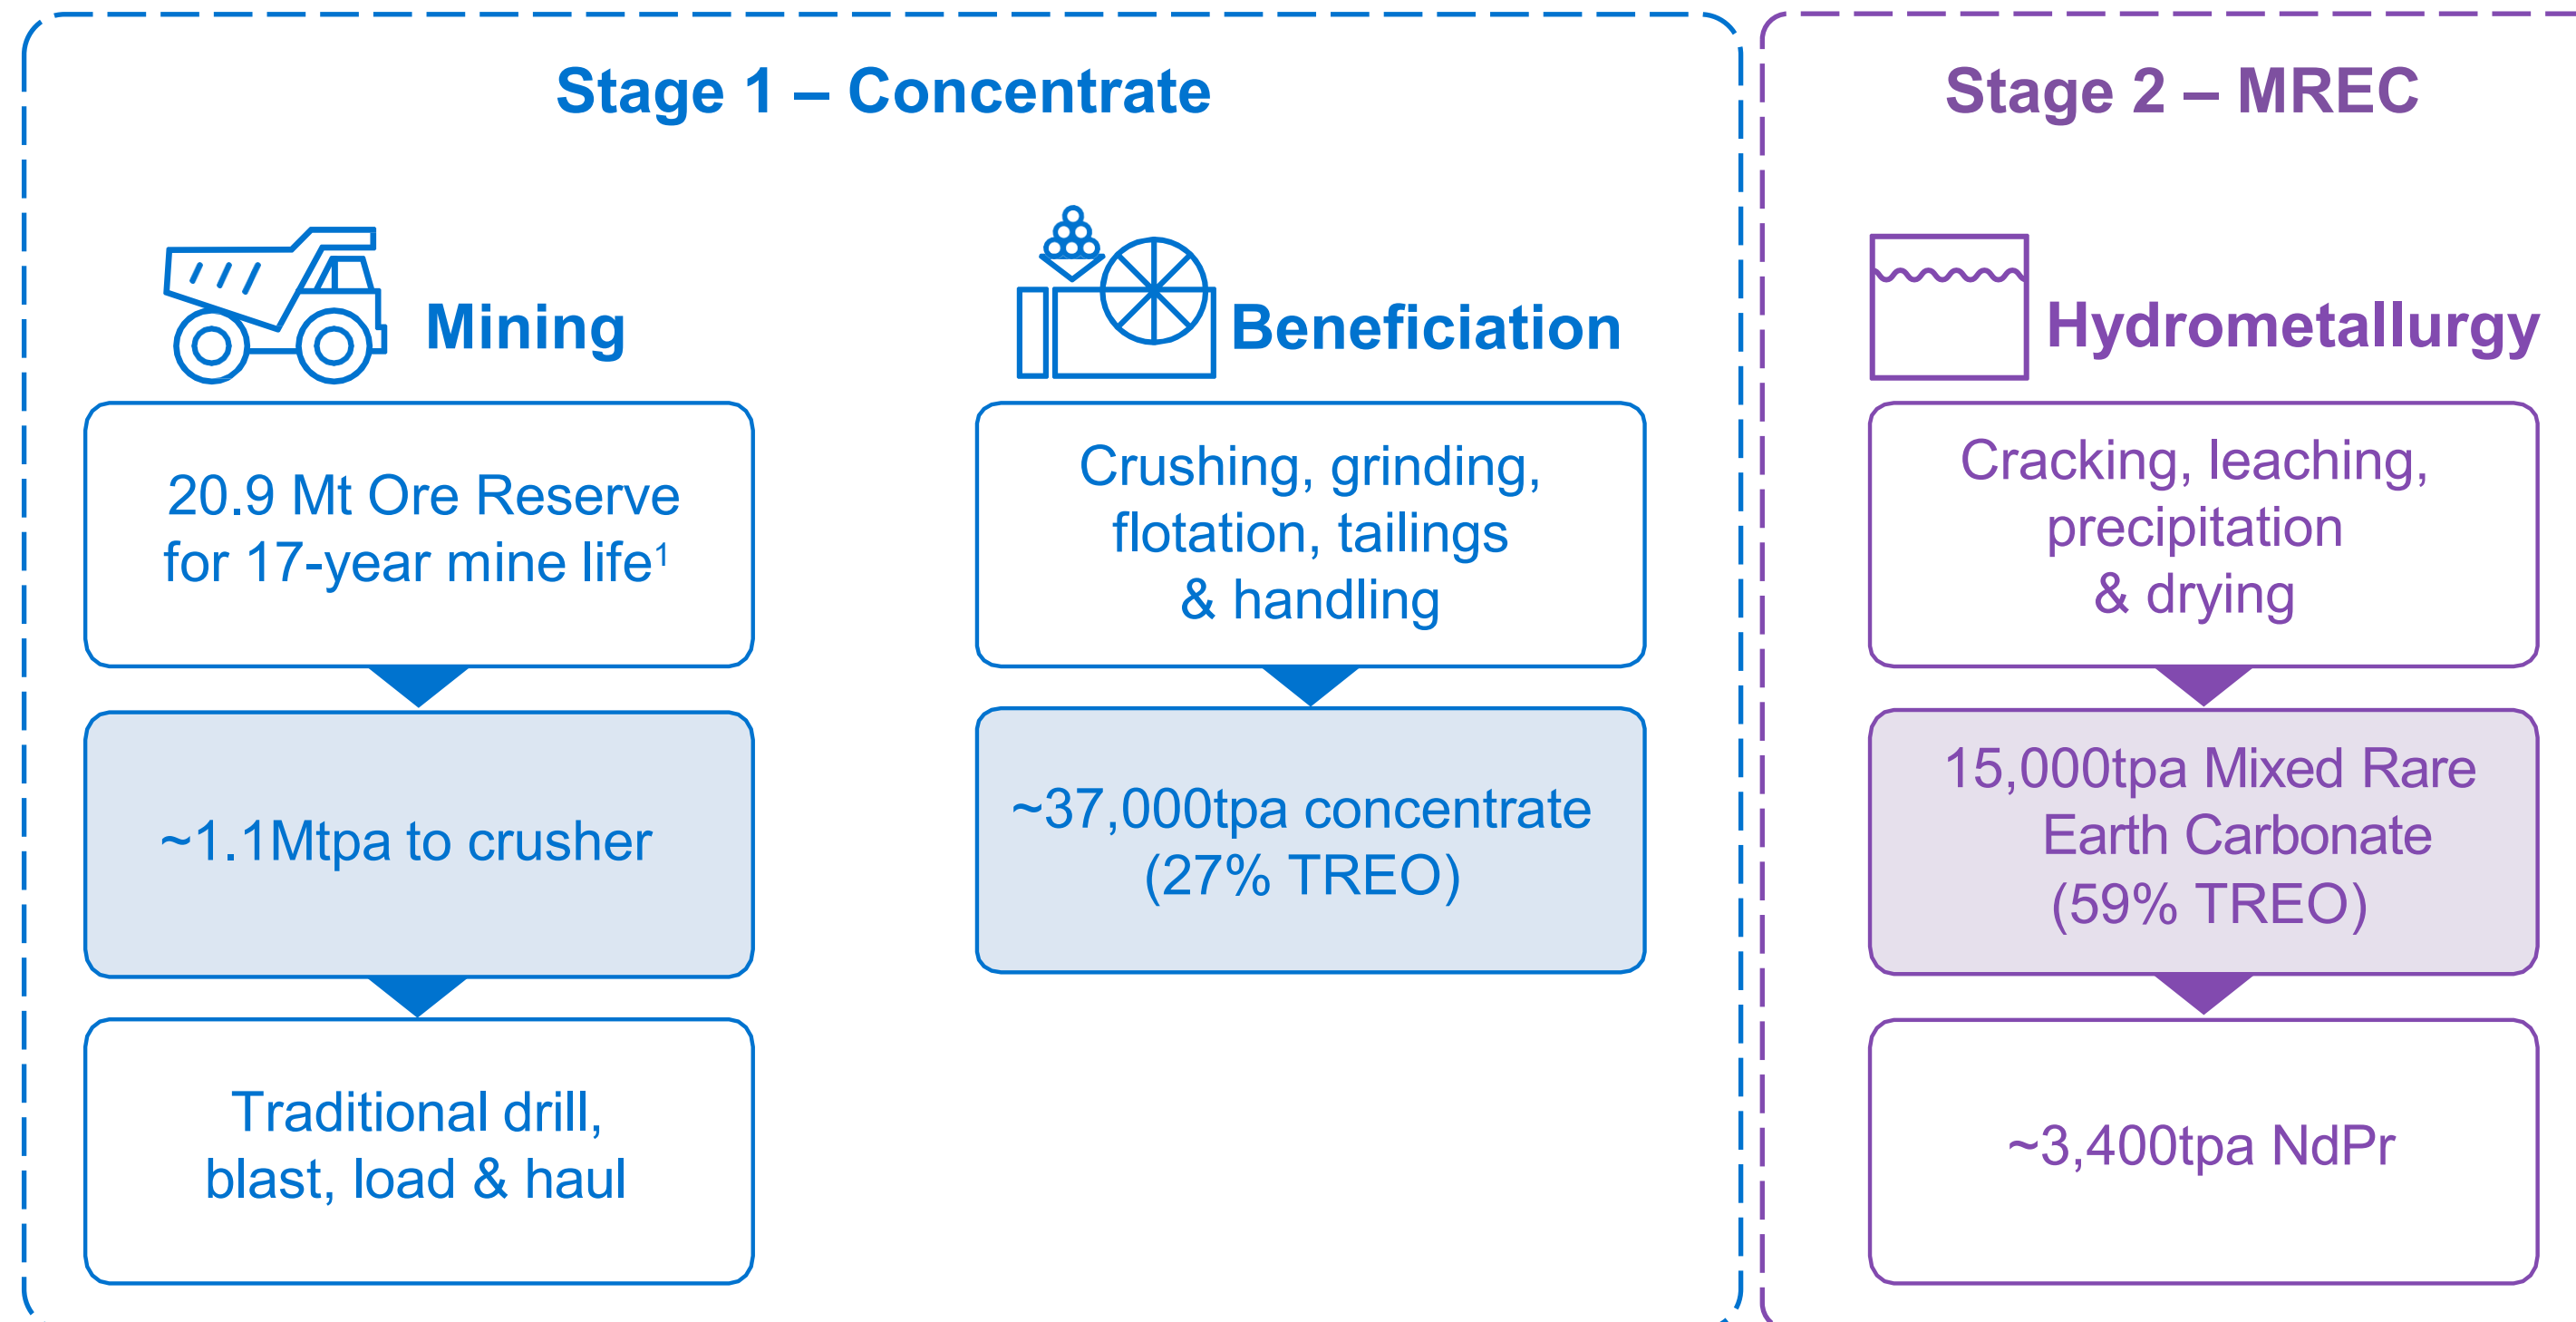 Stage 1 – Concentrate
Mining
20.9 Mt Ore Reserve
for 17-year mine life¹
~1.1Mtpa to crusher
Traditional drill,
blast, load & haul
Beneficiation
Crushing, grinding,
flotation, tailings
& handling
~37,000tpa concentrate
(27% TREO)
Stage 2 – MREC
Hydrometallurgy
Cracking, leaching,
precipitation
& drying
15,000tpa Mixed Rare
Earth Carbonate
(59% TREO)
~3,400tpa NdPr